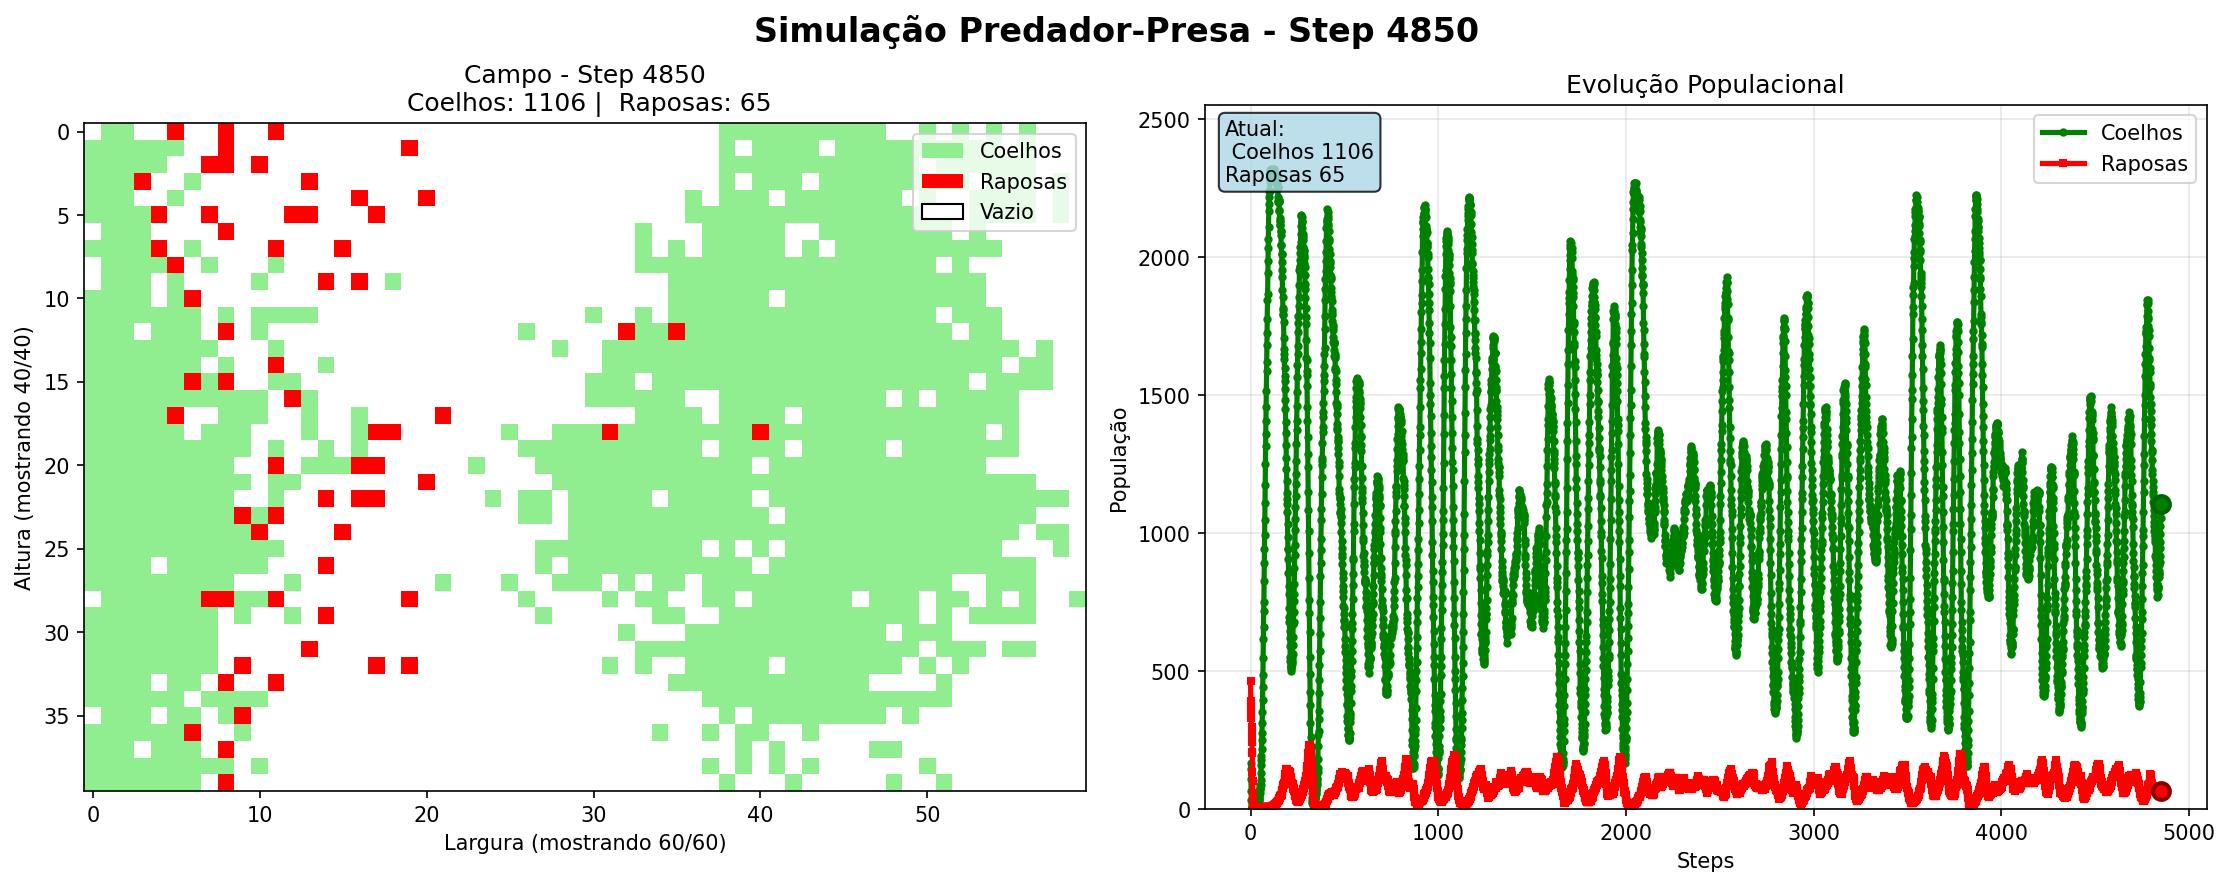 Simulação Predador-Presa - Step 4850
Campo - Step 4850
Coelhos: 1106 |  Raposas: 65
Altura (mostrando 40/40)
0
5
10
15
20
25
30
35
0
10
20
30
40
50
Largura (mostrando 60/60)
Coelhos
Raposas
Vazio
Evolução Populacional
População
2500
2000
1500
1000
500
0
0
1000
2000
3000
4000
5000
Steps
Atual:
Coelhos 1106
Raposas 65
Coelhos
Raposas